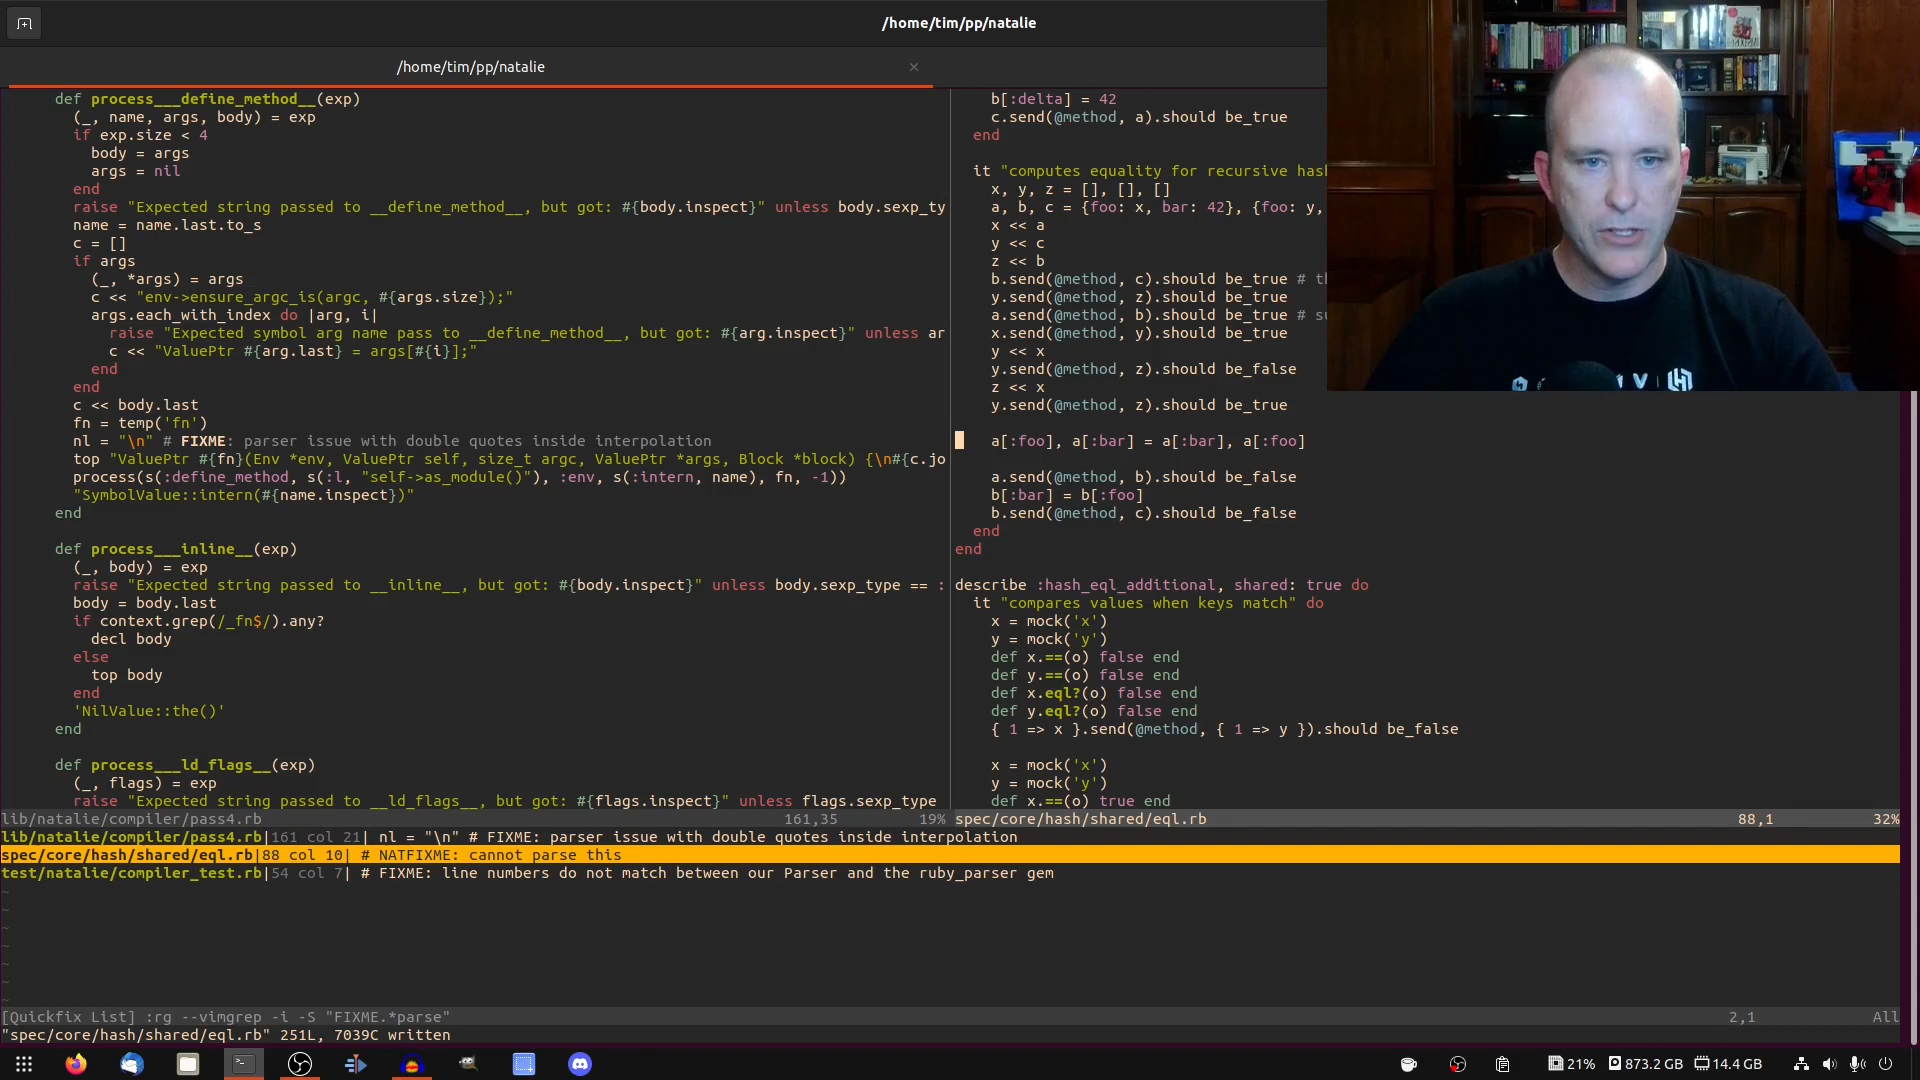 /home/tim/pp/natalie
/home/tim/pp/natalie ×
def process___define_method__(exp)
(_, name, args, body) = exp
if exp.size < 4
body = args
args = nil
end
raise "Expected string passed to __define_method__, but got: #{body.inspect}" unless body.sexp_ty
name = name.last.to_s
c = []
if args
(_, *args) = args
c << "env->ensure_argc_is(argc, #{args.size});"
args.each_with_index do |arg, i|
raise "Expected symbol arg name pass to __define_method__, but got: #{arg.inspect}" unless ar
c << "ValuePtr #{arg.last} = args[#{i}];"
end
end
c << body.last
fn = temp('fn')
nl = "\n" # FIXME: parser issue with double quotes inside interpolation
top "ValuePtr #{fn}(Env *env, ValuePtr self, size_t argc, ValuePtr *args, Block *block) {\n#{c.jo
process(s(:define_method, s(:l, "self->as_module()"), :env, s(:intern, name), fn, -1))
"SymbolValue::intern(#{name.inspect})"
end
def process___inline__(exp)
(_, body) = exp
raise "Expected string passed to __inline__, but got: #{body.inspect}" unless body.sexp_type == :
body = body.last
if context.grep(/_fn$/).any?
decl body
else
top body
end
'NilValue::the()'
end
def process___ld_flags__(exp)
(_, flags) = exp
raise "Expected string passed to __ld_flags__, but got: #{flags.inspect}" unless flags.sexp_type
lib/natalie/compiler/pass4.rb 161,35 19%
b[:delta] = 42
c.send(@method, a).should be_true
end
it "computes equality for recursive hash
x, y, z = [], [], []
a, b, c = {foo: x, bar: 42}, {foo: y,
x << a
y << c
z << b
b.send(@method, c).should be_true # t
y.send(@method, z).should be_true
a.send(@method, b).should be_true # s
x.send(@method, y).should be_true
y << x
y.send(@method, z).should be_false
z << x
y.send(@method, z).should be_true
a[:foo], a[:bar] = a[:bar], a[:foo]
a.send(@method, b).should be_false
b[:bar] = b[:foo]
b.send(@method, c).should be_false
end
end
describe :hash_eql_additional, shared: true do
it "compares values when keys match" do
x = mock('x')
y = mock('y')
def x.==(o) false end
def y.==(o) false end
def x.eql?(o) false end
def y.eql?(o) false end
{ 1 => x }.send(@method, { 1 => y }).should be_false
x = mock('x')
y = mock('y')
def x.==(o) true end
spec/core/hash/shared/eql.rb 88,1 32%
lib/natalie/compiler/pass4.rb|161 col 21| nl = "\n" # FIXME: parser issue with double quotes inside interpolation
spec/core/hash/shared/eql.rb|88 col 10| # NATFIXME: cannot parse this
test/natalie/compiler_test.rb|54 col 7| # FIXME: line numbers do not match between our Parser and the ruby_parser gem
~
~
~
~
~
~
~
[Quickfix List] :rg --vimgrep -i -S "FIXME.*parse" 2,1 All
"spec/core/hash/shared/eql.rb" 251L, 7039C written
21% 873.2 GB 14.4 GB